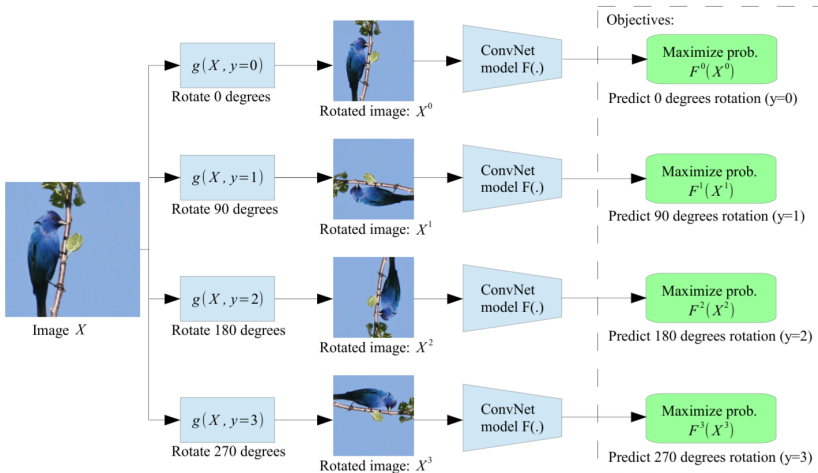 Objectives:
g(X, y=0)
Rotate 0 degrees
Rotated image: X⁰
ConvNet
model F(.)
Maximize prob.
F⁰(X⁰)
Predict 0 degrees rotation (y=0)
g(X, y=1)
Rotate 90 degrees
Rotated image: X¹
ConvNet
model F(.)
Maximize prob.
F¹(X¹)
Predict 90 degrees rotation (y=1)
Image X
g(X, y=2)
Rotate 180 degrees
Rotated image: X²
ConvNet
model F(.)
Maximize prob.
F²(X²)
Predict 180 degrees rotation (y=2)
g(X, y=3)
Rotate 270 degrees
Rotated image: X³
ConvNet
model F(.)
Maximize prob.
F³(X³)
Predict 270 degrees rotation (y=3)